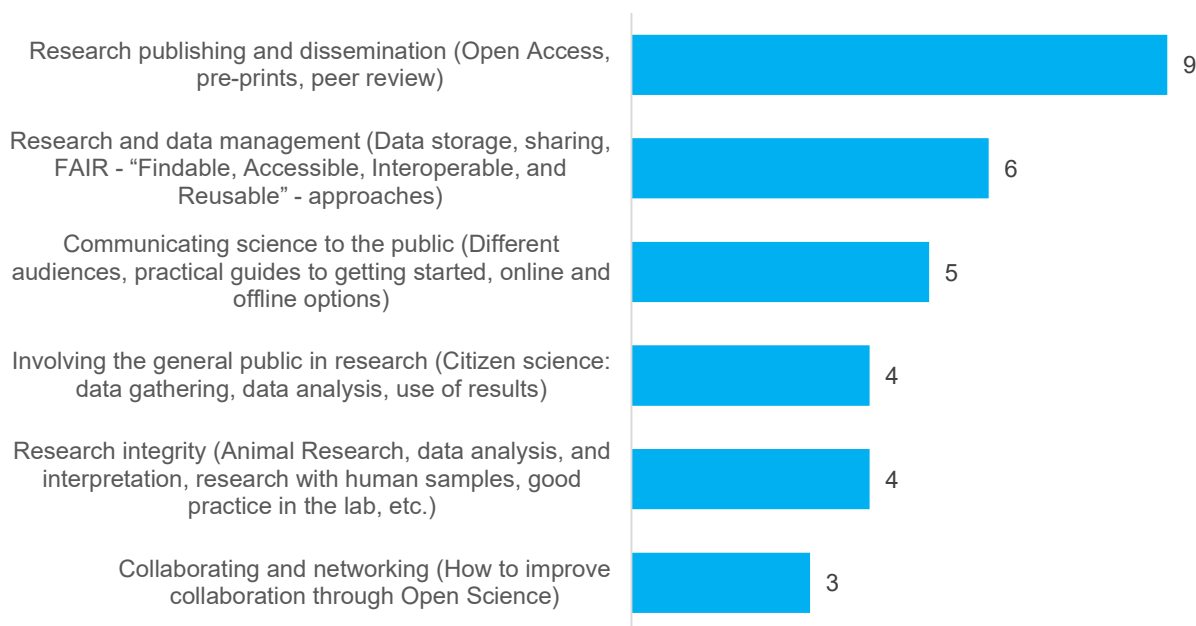 Research publishing and dissemination (Open Access,
pre-prints, peer review)
9
Research and data management (Data storage, sharing,
FAIR - “Findable, Accessible, Interoperable, and
Reusable” - approaches)
6
Communicating science to the public (Different
audiences, practical guides to getting started, online and
offline options)
5
Involving the general public in research (Citizen science:
data gathering, data analysis, use of results)
4
Research integrity (Animal Research, data analysis, and
interpretation, research with human samples, good
practice in the lab, etc.)
4
Collaborating and networking (How to improve
collaboration through Open Science)
3